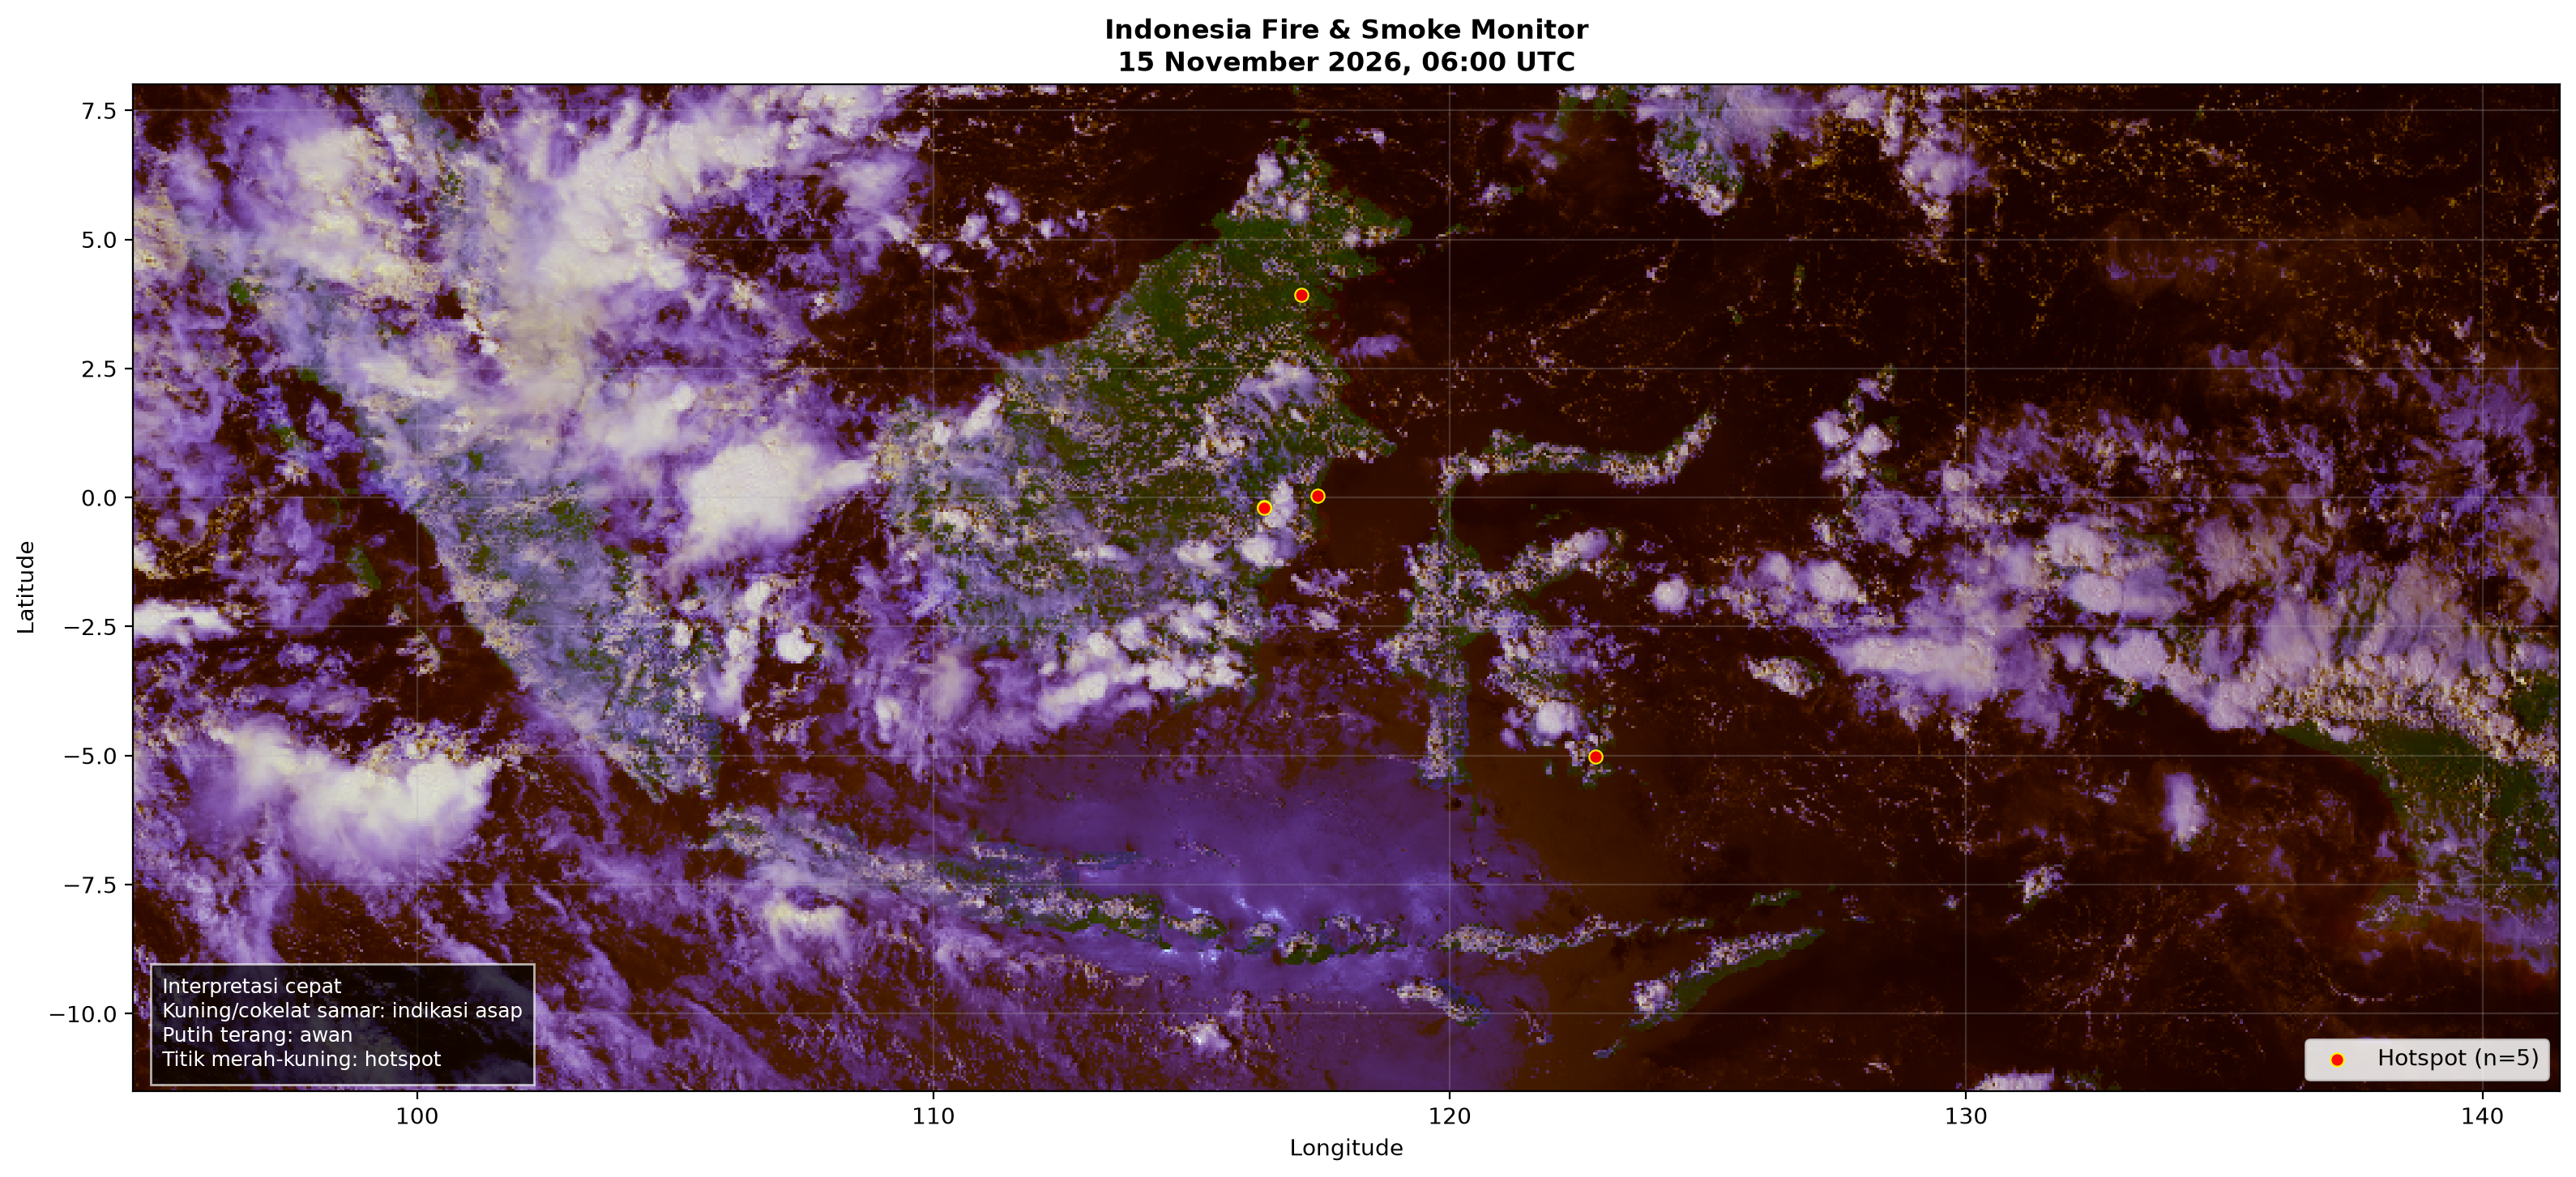 Indonesia Fire & Smoke Monitor
15 November 2026, 06:00 UTC
7.5
5.0
2.5
0.0
−2.5
−5.0
−7.5
−10.0
Latitude
Interpretasi cepat
Kuning/cokelat samar: indikasi asap
Putih terang: awan
Titik merah-kuning: hotspot
Hotspot (n=5)
100 110 120 130 140
Longitude